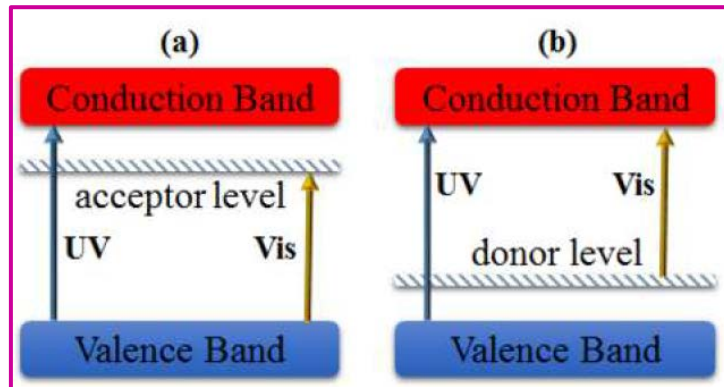 (a)
Conduction Band
acceptor level
UV
Vis
Valence Band
(b)
Conduction Band
UV
Vis
donor level
Valence Band